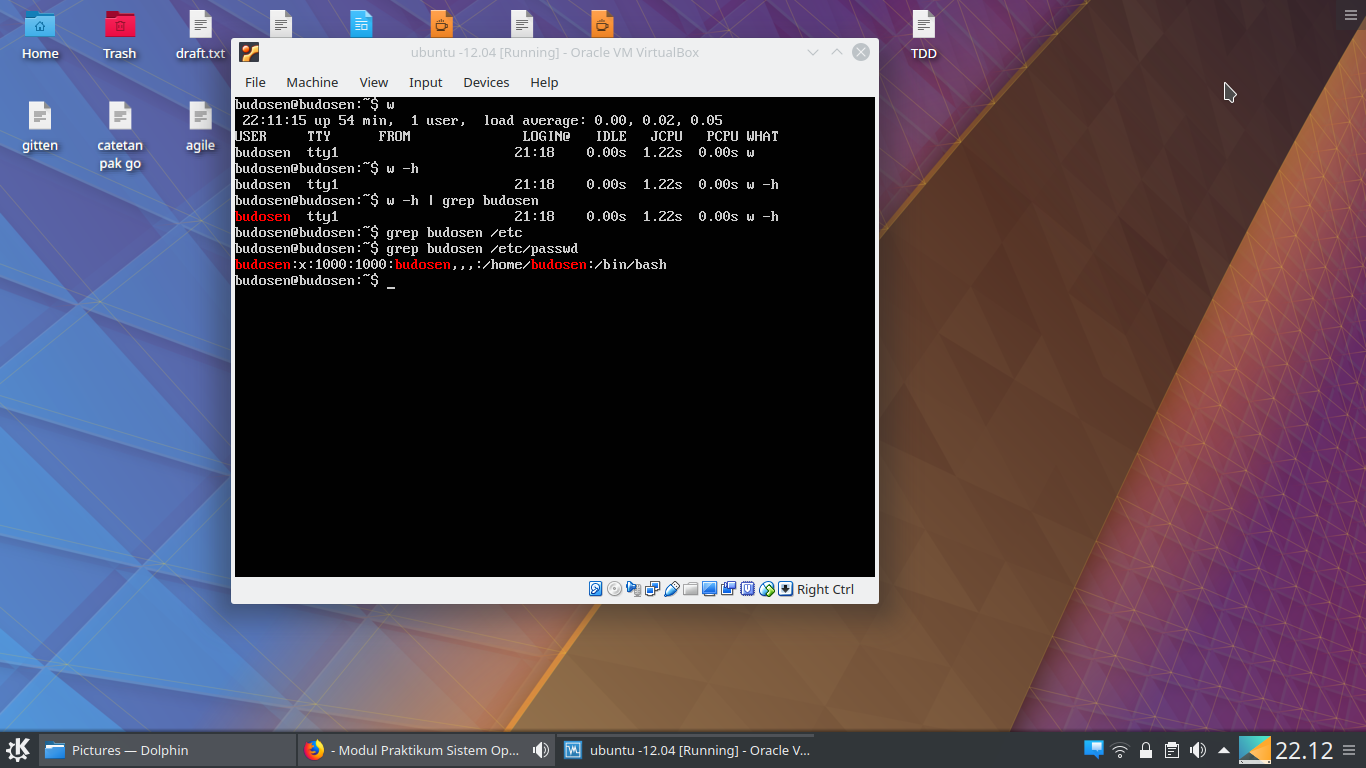 Home
Trash
draft.txt
TDD
gitten
catetan
pak go
agile
ubuntu -12.04 [Running] - Oracle VM VirtualBox
File Machine View Input Devices Help
budosen@budosen:~$ w
22:11:15 up 54 min, 1 user, load average: 0.00, 0.02, 0.05
USER TTY FROM LOGIN@ IDLE JCPU PCPU WHAT
budosen tty1 21:18 0.00s 1.22s 0.00s w
budosen@budosen:~$ w -h
budosen tty1 21:18 0.00s 1.22s 0.00s w -h
budosen@budosen:~$ w -h | grep budosen
budosen tty1 21:18 0.00s 1.22s 0.00s w -h
budosen@budosen:~$ grep budosen /etc
budosen@budosen:~$ grep budosen /etc/passwd
budosen:x:1000:1000:budosen,,,:/home/budosen:/bin/bash
budosen@budosen:~$ _
Right Ctrl
Pictures — Dolphin
- Modul Praktikum Sistem Op...
ubuntu -12.04 [Running] - Oracle V...
22.12